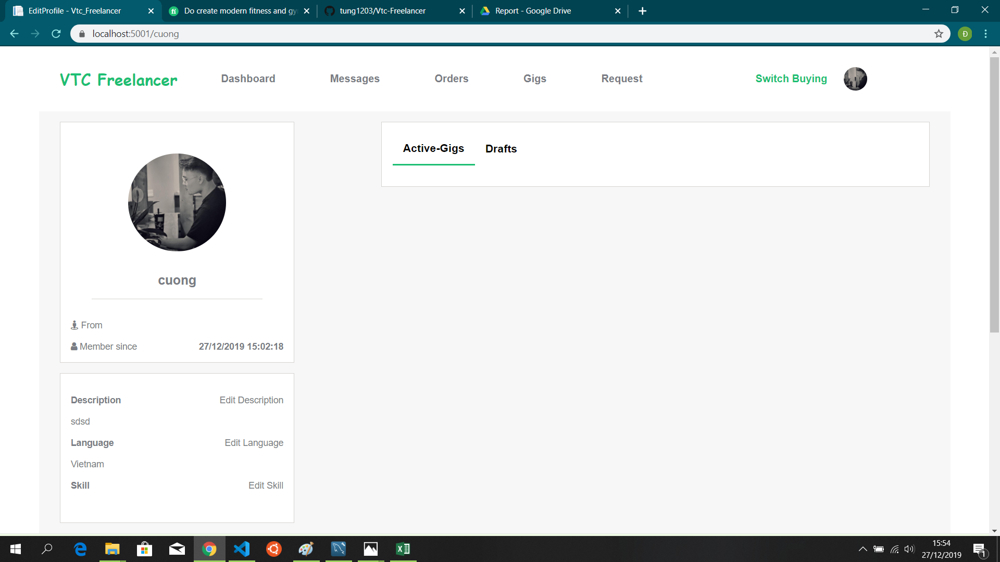 EditProfile - Vtc_Freelancer
Do create modern fitness and gy
tung1203/Vtc-Freelancer
Report - Google Drive
localhost:5001/cuong
Đ
VTC Freelancer
Dashboard
Messages
Orders
Gigs
Request
Switch Buying
Active-Gigs
Drafts
cuong
From
Member since 27/12/2019 15:02:18
Description Edit Description
sdsd
Language Edit Language
Vietnam
Skill Edit Skill
15:54
27/12/2019
1